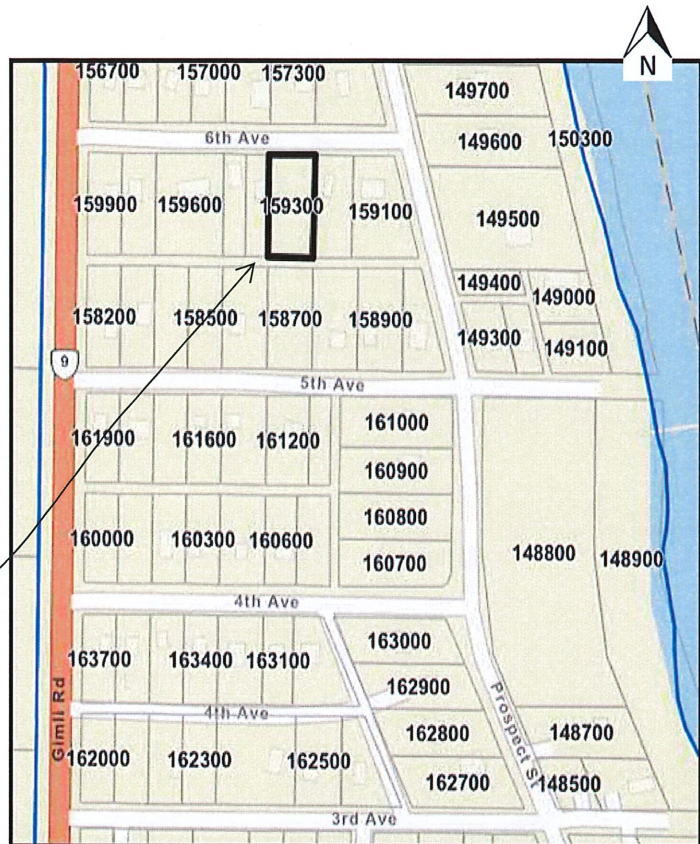 N
156700 157000 157300
149700
6th Ave
149600
150300
159900 159600 159300 159100
149500
149400
149000
158200 158500 158700 158900
149300
149100
9
5th Ave
161900 161600 161200
161000
160900
160800
160000 160300 160600
160700
148800
148900
4th Ave
163700 163400 163100
163000
162900
Gimli Rd
4th Ave
Prospect St
162000 162300 162500
162800
148700
162700
148500
3rd Ave